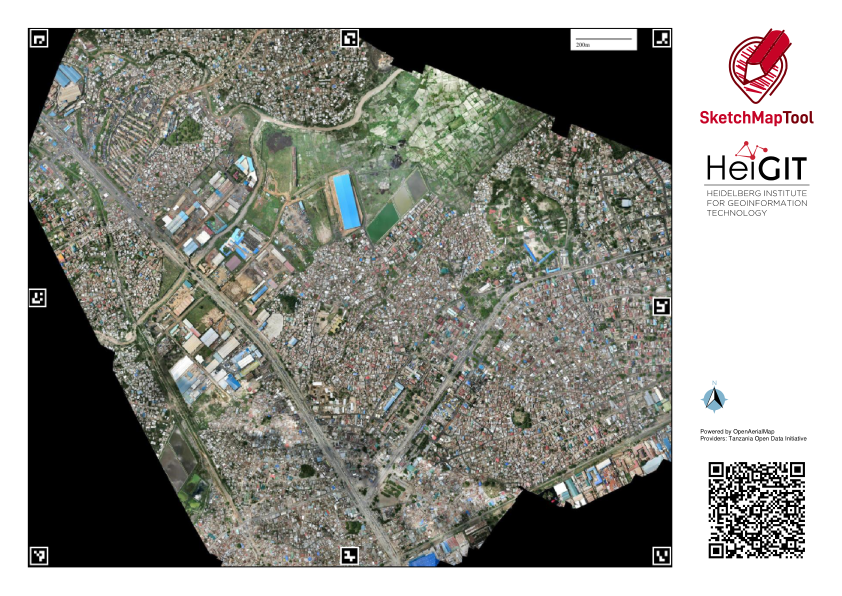 200m
SketchMapTool
HeiGIT
HEIDELBERG INSTITUTE
FOR GEOINFORMATION
TECHNOLOGY
N
Powered by OpenAerialMap
Providers: Tanzania Open Data Initiative